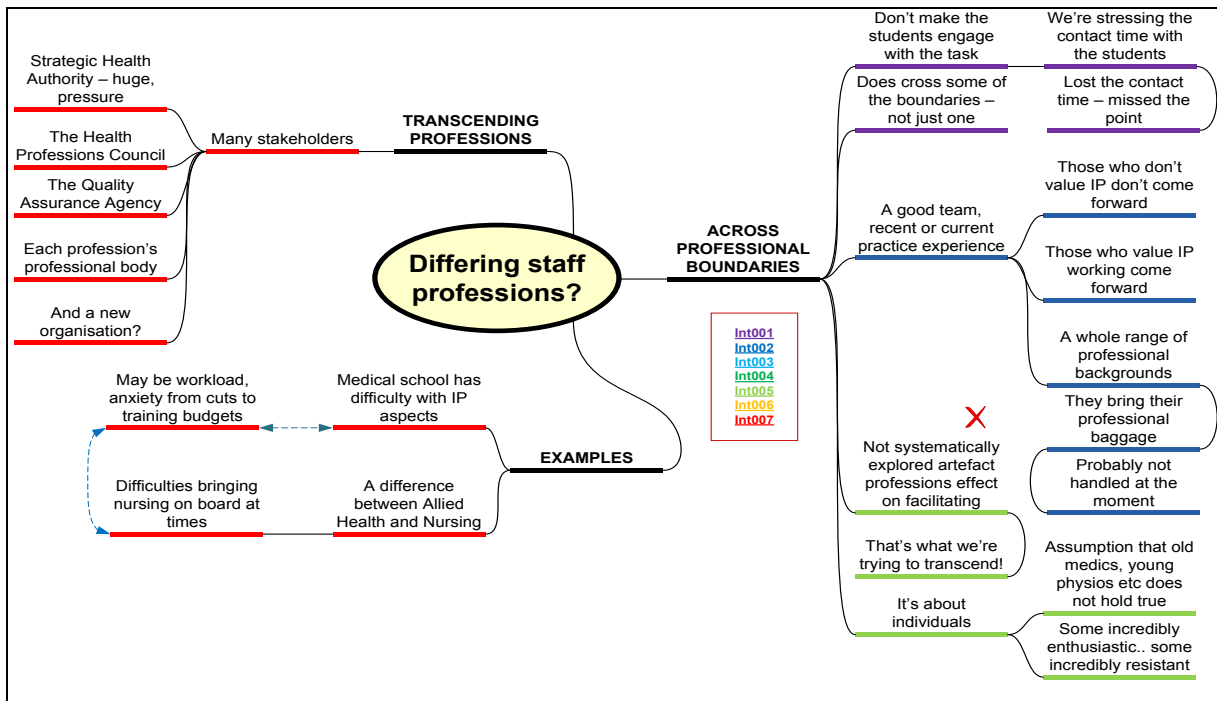 Strategic Health
Authority – huge,
pressure
The Health
Professions Council
The Quality
Assurance Agency
Each profession’s
professional body
And a new
organisation?
Many stakeholders
TRANSCENDING
PROFESSIONS
Differing staff
professions?
May be workload,
anxiety from cuts to
training budgets
Medical school has
difficulty with IP
aspects
Difficulties bringing
nursing on board at
times
A difference
between Allied
Health and Nursing
EXAMPLES
ACROSS
PROFESSIONAL
BOUNDARIES
Int001
Int002
Int003
Int004
Int005
Int006
Int007
Don’t make the
students engage
with the task
We’re stressing the
contact time with
the students
Lost the contact
time – missed the
point
Does cross some
of the boundaries –
not just one
A good team,
recent or current
practice experience
Those who don’t
value IP don’t come
forward
Those who value IP
working come
forward
A whole range of
professional
backgrounds
They bring their
professional
baggage
Probably not
handled at the
moment
X
Not systematically
explored artefact
professions effect
on facilitating
That’s what we’re
trying to transcend!
It’s about
individuals
Assumption that old
medics, young
physios etc does
not hold true
Some incredibly
enthusiastic.. some
incredibly resistant